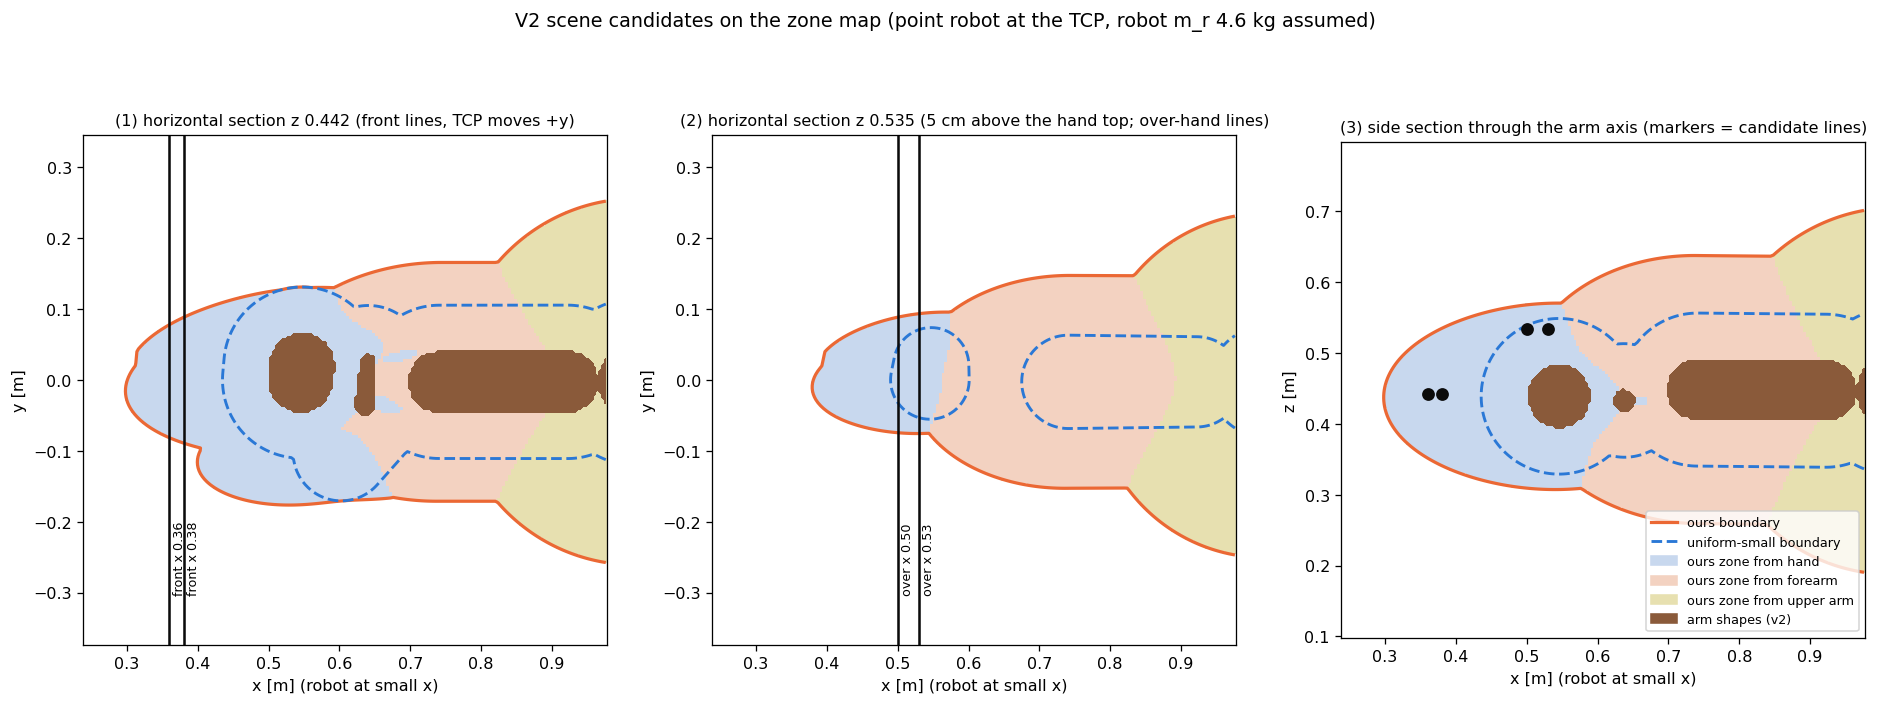 V2 scene candidates on the zone map (point robot at the TCP, robot m_r 4.6 kg assumed)
(1) horizontal section z 0.442 (front lines, TCP moves +y)
y [m]
0.3
0.2
0.1
0.0
−0.1
−0.2
−0.3
front x 0.36
front x 0.38
0.3 0.4 0.5 0.6 0.7 0.8 0.9
x [m] (robot at small x)
(2) horizontal section z 0.535 (5 cm above the hand top; over-hand lines)
y [m]
0.3
0.2
0.1
0.0
−0.1
−0.2
−0.3
over x 0.50
over x 0.53
0.3 0.4 0.5 0.6 0.7 0.8 0.9
x [m] (robot at small x)
(3) side section through the arm axis (markers = candidate lines)
z [m]
0.7
0.6
0.5
0.4
0.3
0.2
0.1
ours boundary
uniform-small boundary
ours zone from hand
ours zone from forearm
ours zone from upper arm
arm shapes (v2)
0.3 0.4 0.5 0.6 0.7 0.8 0.9
x [m] (robot at small x)